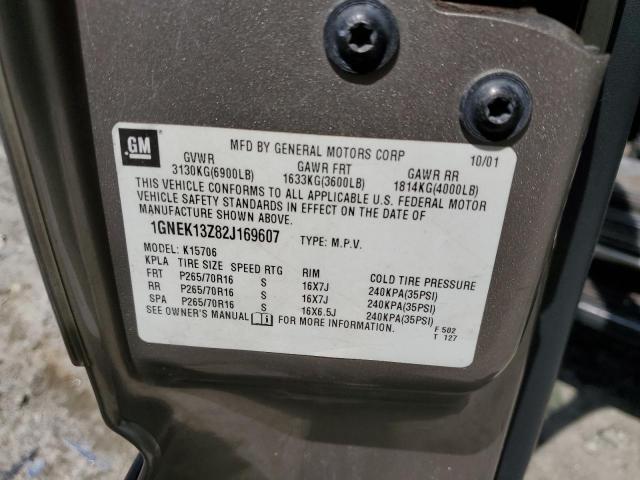 GM
MFD BY GENERAL MOTORS CORP 10/01
GVWR GAWR FRT GAWR RR
3130KG(6900LB) 1633KG(3600LB) 1814KG(4000LB)
THIS VEHICLE CONFORMS TO ALL APPLICABLE U.S. FEDERAL MOTOR
VEHICLE SAFETY STANDARDS IN EFFECT ON THE DATE OF
MANUFACTURE SHOWN ABOVE.
1GNEK13Z82J169607 TYPE: M.P.V.
MODEL: K15706
KPLA TIRE SIZE SPEED RTG RIM COLD TIRE PRESSURE
FRT P265/70R16 S 16X7J 240KPA(35PSI)
RR P265/70R16 S 16X7J 240KPA(35PSI)
SPA P265/70R16 S 16X6.5J 240KPA(35PSI)
SEE OWNER'S MANUAL FOR MORE INFORMATION.
F 502
T 127